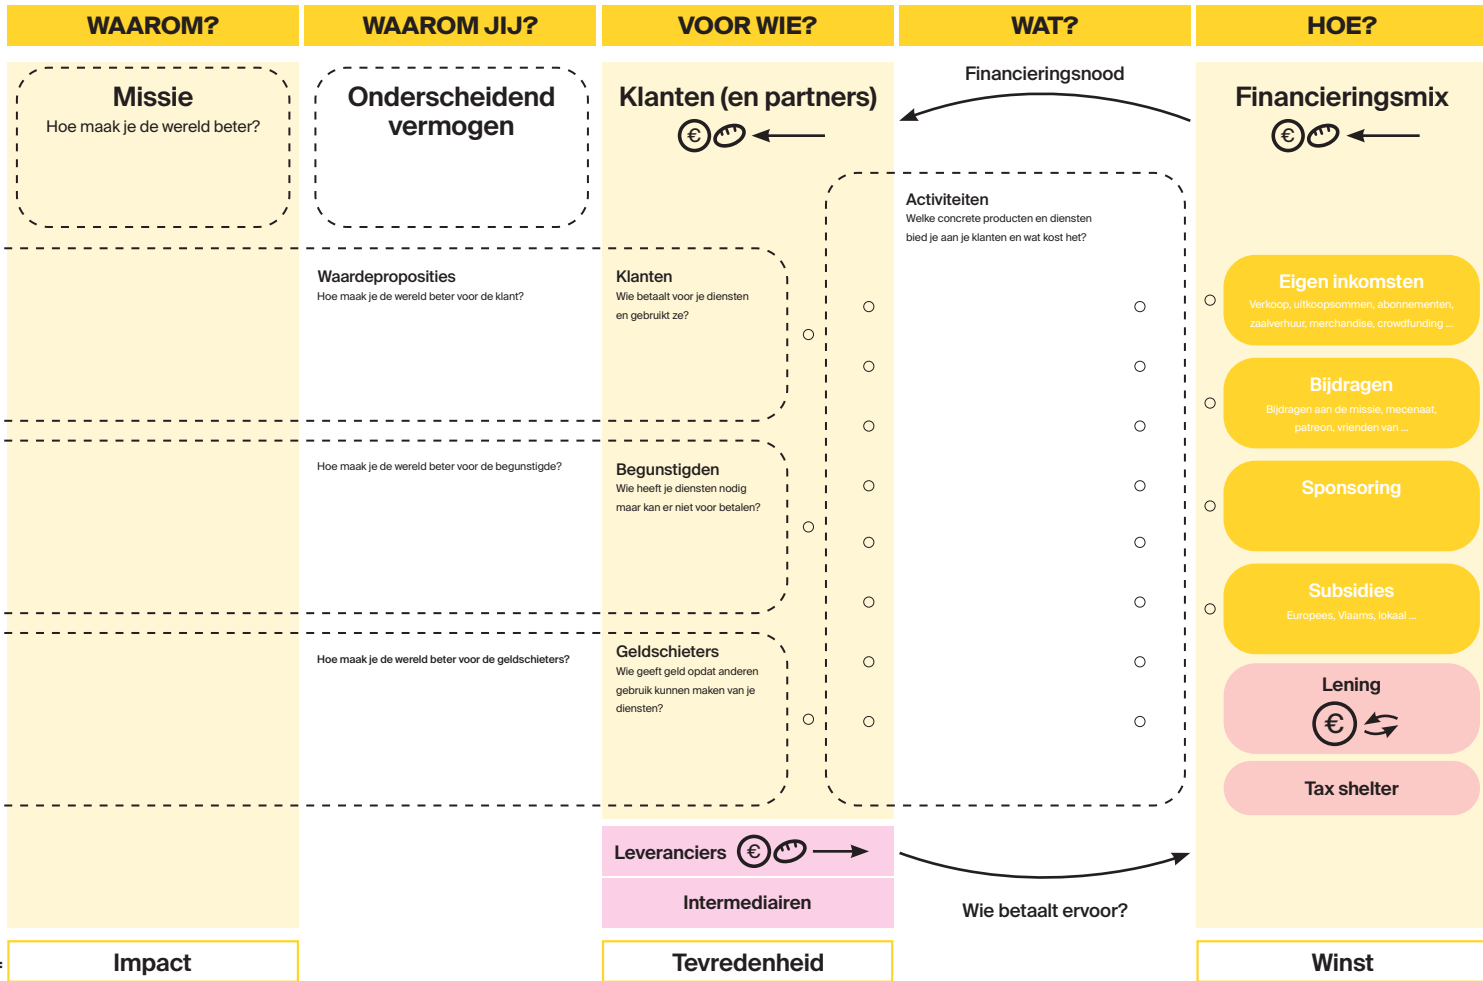 WAAROM?
WAAROM JIJ?
VOOR WIE?
WAT?
HOE?
Missie
Hoe maak je de wereld beter?
Onderscheidend
vermogen
Klanten (en partners)
€
Financieringsnood
Financieringsmix
€
Activiteiten
Welke concrete producten en diensten
bied je aan je klanten en wat kost het?
Waardeproposities
Hoe maak je de wereld beter voor de klant?
Klanten
Wie betaalt voor je diensten
en gebruikt ze?
Eigen inkomsten
Verkoop, uitkoopsommen, abonnementen,
zaalverhuur, merchandise, crowdfunding ...
Bijdragen
Bijdragen aan de missie, mecenaat,
patreon, vrienden van ...
Hoe maak je de wereld beter voor de begunstigde?
Begunstigden
Wie heeft je diensten nodig
maar kan er niet voor betalen?
Sponsoring
Subsidies
Europees, Vlaams, lokaal ...
Hoe maak je de wereld beter voor de geldschieters?
Geldschieters
Wie geeft geld opdat anderen
gebruik kunnen maken van je
diensten?
Lening
€
Tax shelter
Leveranciers €
Intermediairen
Wie betaalt ervoor?
Impact
Tevredenheid
Winst